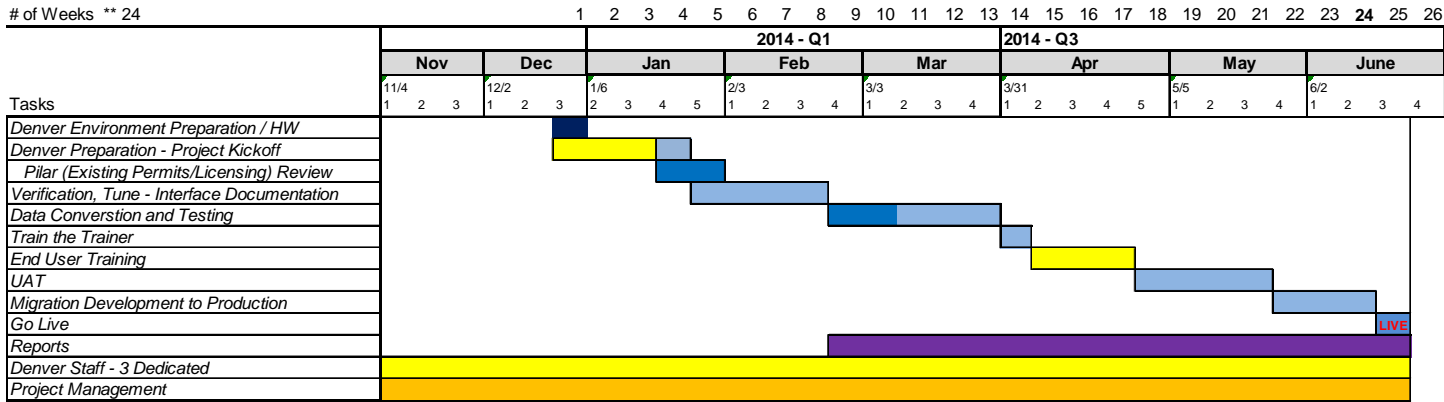 # of Weeks ** 24 1 2 3 4 5 6 7 8 9 10 11 12 13 14 15 16 17 18 19 20 21 22 23 24 25 26
2014 - Q1 2014 - Q3
Nov Dec Jan Feb Mar Apr May June
11/4 12/2 1/6 2/3 3/3 3/31 5/5 6/2
Tasks 1 2 3 1 2 3 2 3 4 5 1 2 3 4 1 2 3 4 1 2 3 4 5 1 2 3 4 1 2 3 4
Denver Environment Preparation / HW
Denver Preparation - Project Kickoff
Pilar (Existing Permits/Licensing) Review
Verification, Tune - Interface Documentation
Data Converstion and Testing
Train the Trainer
End User Training
UAT
Migration Development to Production
Go Live LIVE
Reports
Denver Staff - 3 Dedicated
Project Management